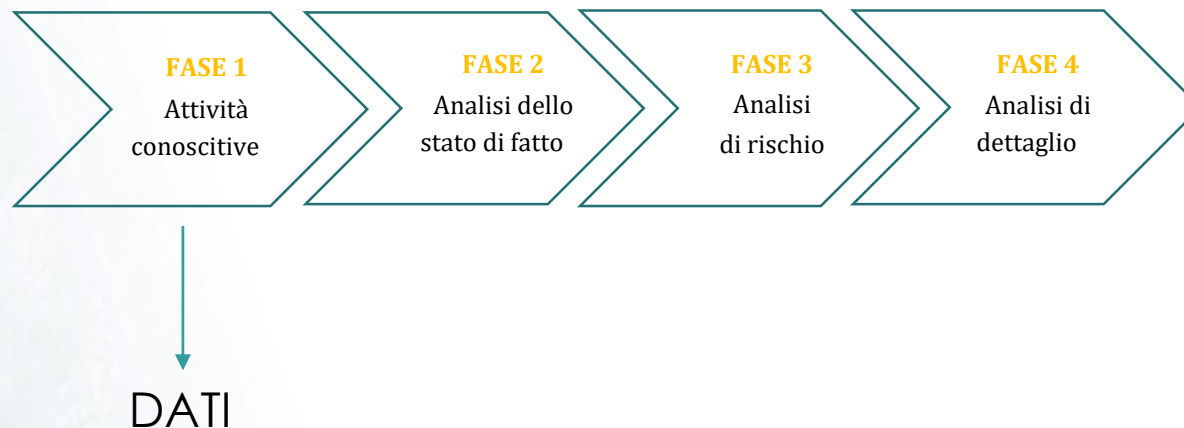 FASE 1
Attività
conoscitive
FASE 2
Analisi dello
stato di fatto
FASE 3
Analisi
di rischio
FASE 4
Analisi di
dettaglio
DATI